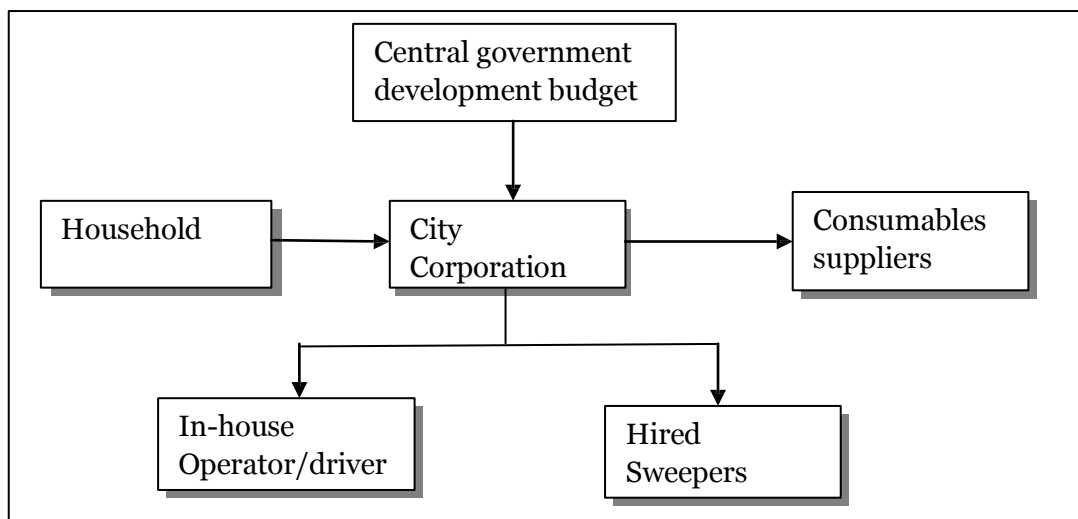 Central government
development budget
Household
City
Corporation
Consumables
suppliers
In-house
Operator/driver
Hired
Sweepers